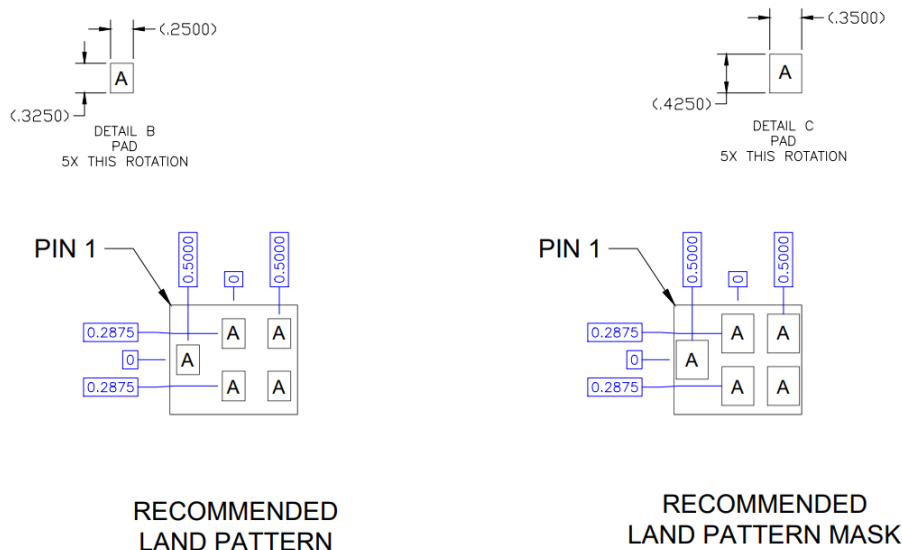 (.2500)
A
(.3250)
DETAIL B
PAD
5X THIS ROTATION
(.3500)
A
(.4250)
DETAIL C
PAD
5X THIS ROTATION
PIN 1
0.5000
0
0.5000
0.2875
A
A
0
A
0.2875
A
A
RECOMMENDED
LAND PATTERN
PIN 1
0.5000
0
0.5000
0.2875
A
A
0
A
0.2875
A
A
RECOMMENDED
LAND PATTERN MASK